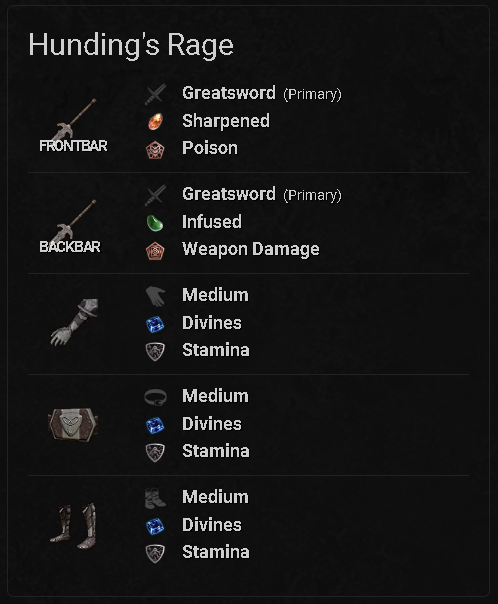 Hunding's Rage
Greatsword (Primary)
Sharpened
FRONTBAR
Poison
Greatsword (Primary)
Infused
BACKBAR
Weapon Damage
Medium
Divines
Stamina
Medium
Divines
Stamina
Medium
Divines
Stamina